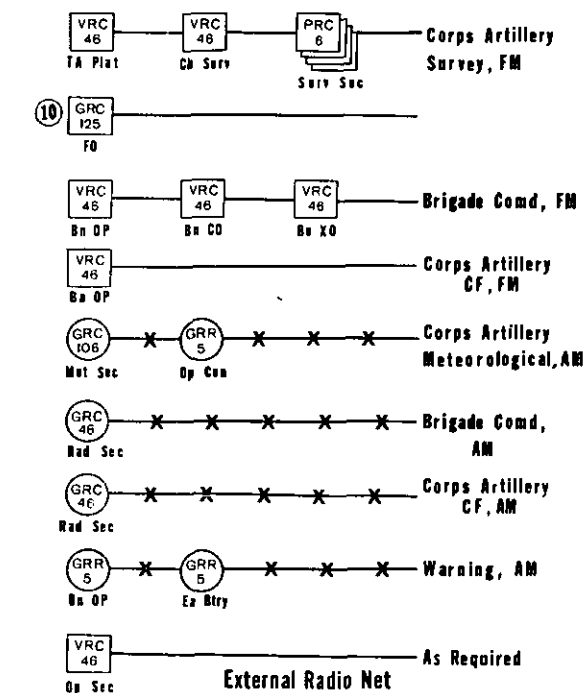 VRC 46 VRC 46 PRC 6 Corps Artillery
TA Plat Ch Surv Surv Sec Survey, FM
10 GRC 125
FO
VRC 46 VRC 46 VRC 46 Brigade Comd, FM
Bn OP Bn CO Bn XO
VRC 46 Corps Artillery
Bn OP CF, FM
GRC 106 X GRR 5 X X X Corps Artillery
Met Sec Op Cen Meteorological, AM
GRC 46 X X X X X Brigade Comd,
Rad Sec AM
GRC 46 X X X X X Corps Artillery
Rad Sec CF, AM
GRR 5 X GRR 5 X X X Warning, AM
Bn OP Ea Btry
VRC 46 As Required
Op Sec External Radio Net